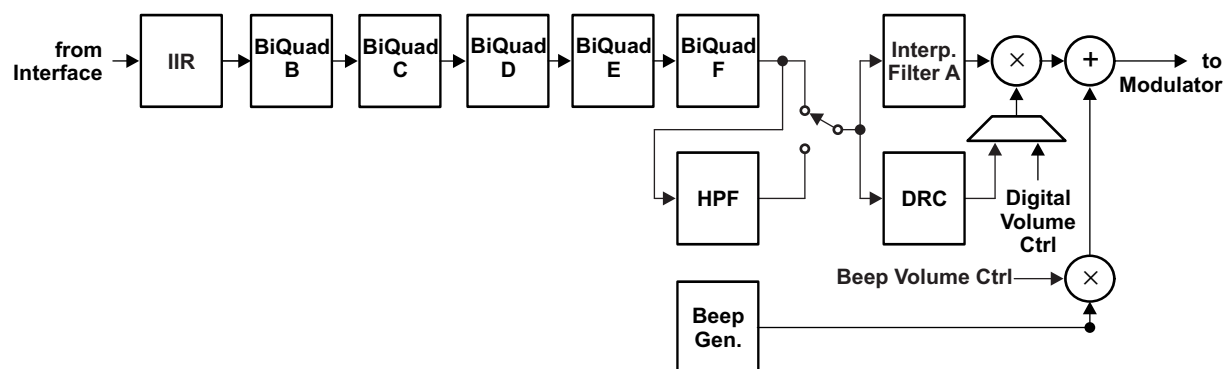 from
Interface
IIR
BiQuad
B
BiQuad
C
BiQuad
D
BiQuad
E
BiQuad
F
Interp.
Filter A
×
+
to
Modulator
HPF
DRC
Digital
Volume
Ctrl
Beep Volume Ctrl
×
Beep
Gen.